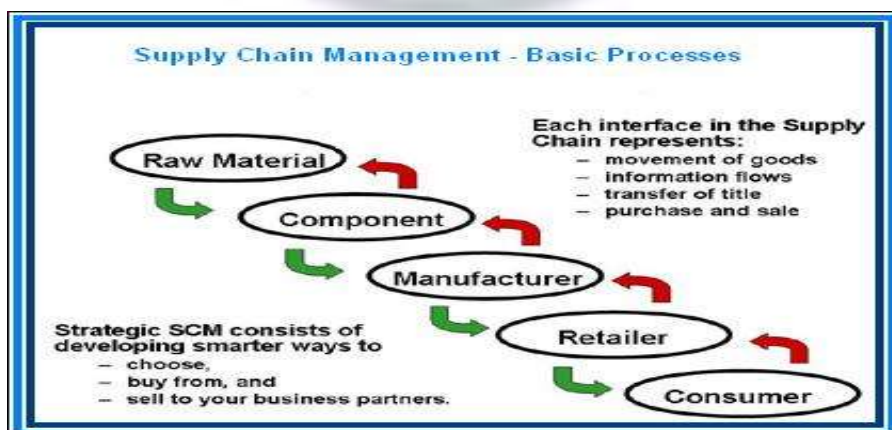 Supply Chain Management - Basic Processes
Each interface in the Supply
Chain represents:
– movement of goods
– information flows
– transfer of title
– purchase and sale
Raw Material
Component
Manufacturer
Retailer
Consumer
Strategic SCM consists of
developing smarter ways to
– choose,
– buy from, and
– sell to your business partners.